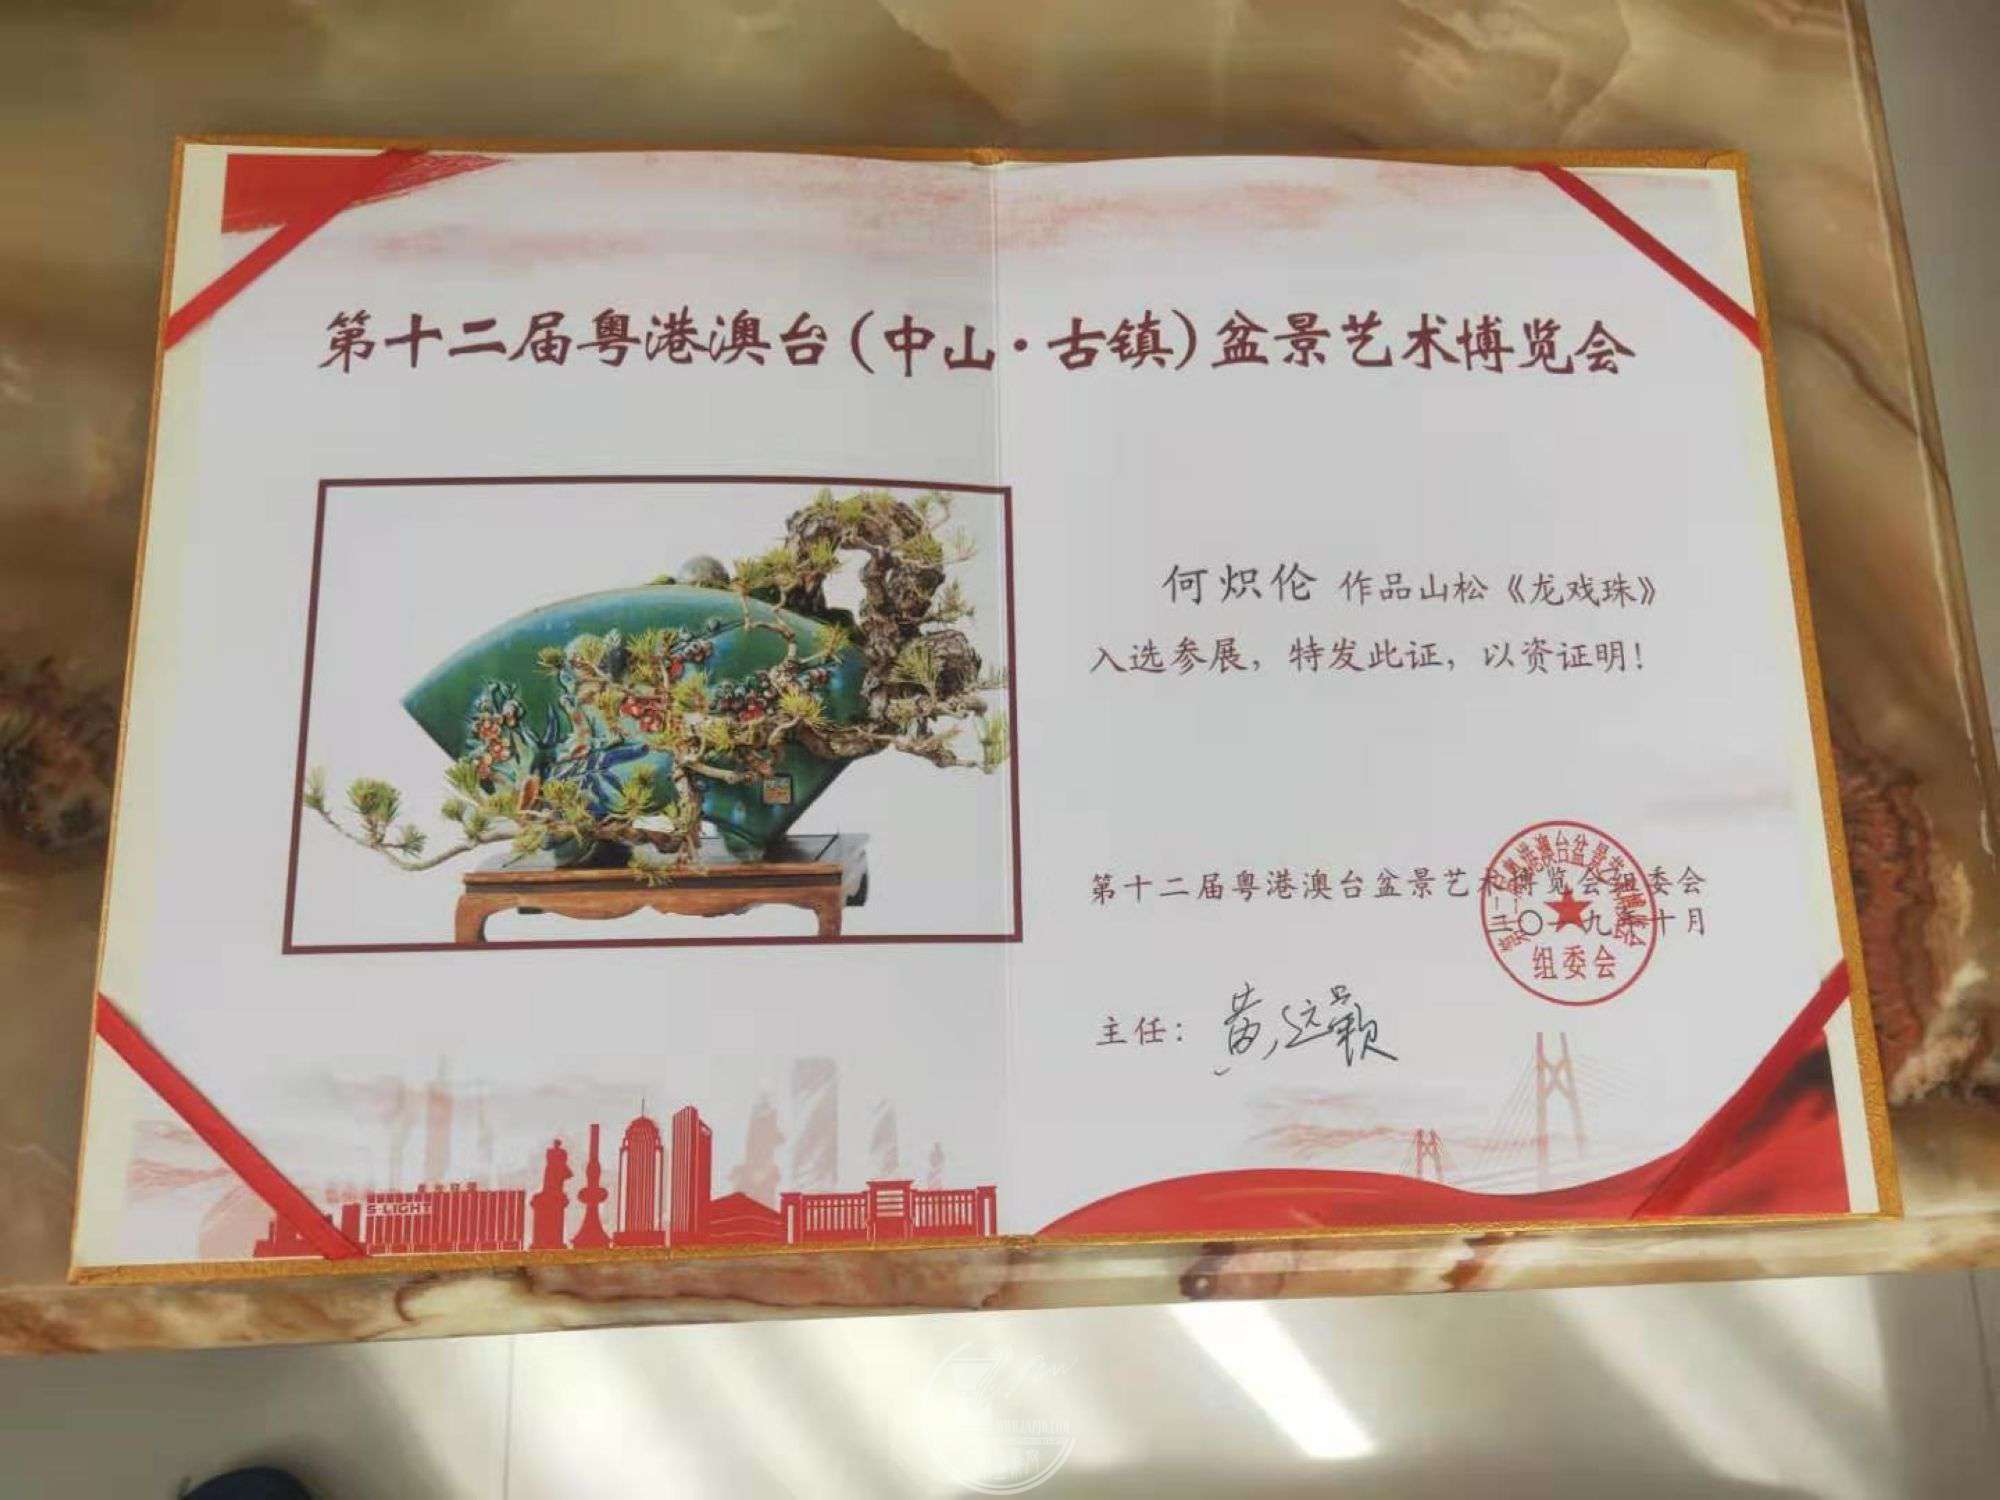 第十二届粤港澳台(中山·古镇)盆景艺术博览会
何炽伦 作品山松《龙戏珠》
入选参展，特发此证，以资证明！
第十二届粤港澳台盆景艺术博览会组委会
二〇一九年十月
组委会
主任：黄远颖
S·LIGHT